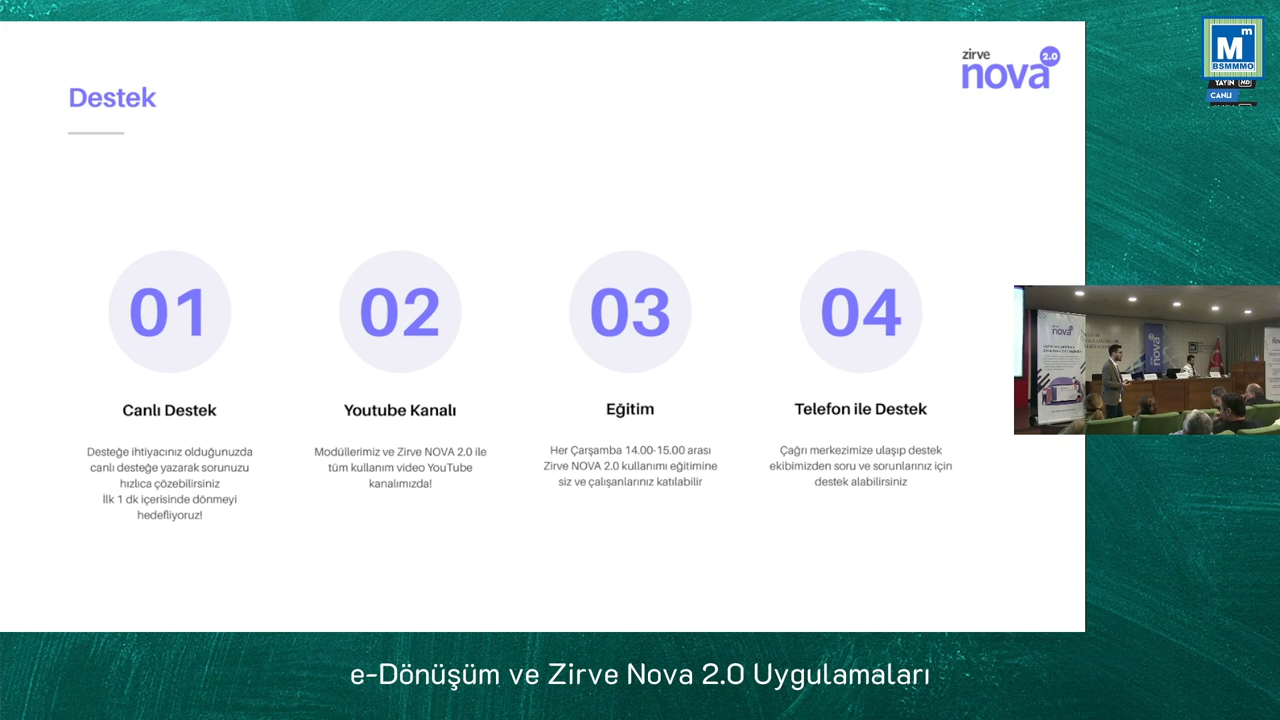 zirve
nova
2.0
M
m
BSMMMO
YAYIN HD
CANLI
Destek
01
02
03
04
Canlı Destek
Desteğe ihtiyacınız olduğunuzda
canlı desteğe yazarak sorunuzu
hızlıca çözebilirsiniz
İlk 1 dk içerisinde dönmeyi
hedefliyoruz!
Youtube Kanalı
Modüllerimiz ve Zirve NOVA 2.0 ile
tüm kullanım video YouTube
kanalımızda!
Eğitim
Her Çarşamba 14.00-15.00 arası
Zirve NOVA 2.0 kullanımı eğitimine
siz ve çalışanlarınız katılabilir
Telefon ile Destek
Çağrı merkezimize ulaşıp destek
ekibimizden soru ve sorunlarınız için
destek alabilirsiniz
nova
nova
e-Dönüşüm ve Zirve Nova 2.0 Uygulamaları